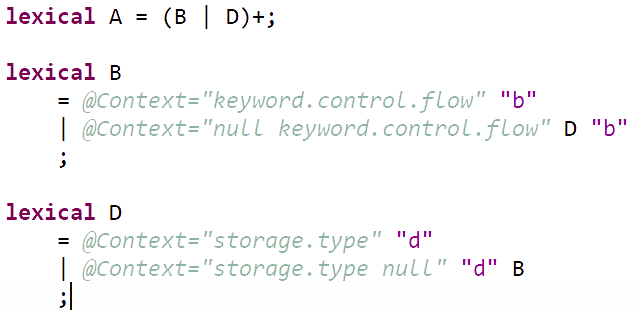 lexical A = (B | D)+;
lexical B
= @Context="keyword.control.flow" "b"
| @Context="null keyword.control.flow" D "b"
;
lexical D
= @Context="storage.type" "d"
| @Context="storage.type null" "d" B
;